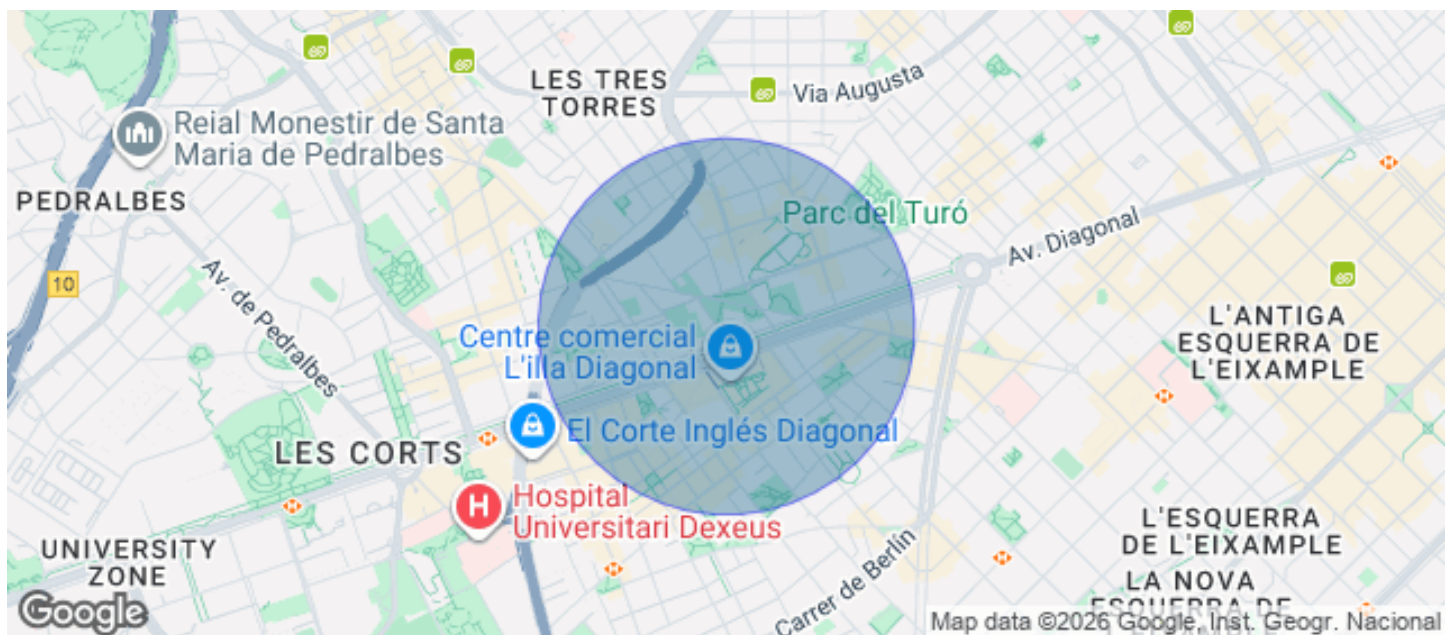 LES TRES
TORRES
Via Augusta
Reial Monestir de Santa
Maria de Pedralbes
PEDRALBES
Parc del Turó
Av. Diagonal
10
Av. de Pedralbes
Centre comercial
L'illa Diagonal
L'ANTIGA
ESQUERRA DE
L'EIXAMPLE
El Corte Inglés Diagonal
LES CORTS
H
Hospital
Universitari Dexeus
UNIVERSITY
ZONE
L'ESQUERRA
DE L'EIXAMPLE
LA NOVA
ESQUERRA DE
Carrer de Berlín
Google
Map data ©2026 Google, Inst. Geogr. Nacional